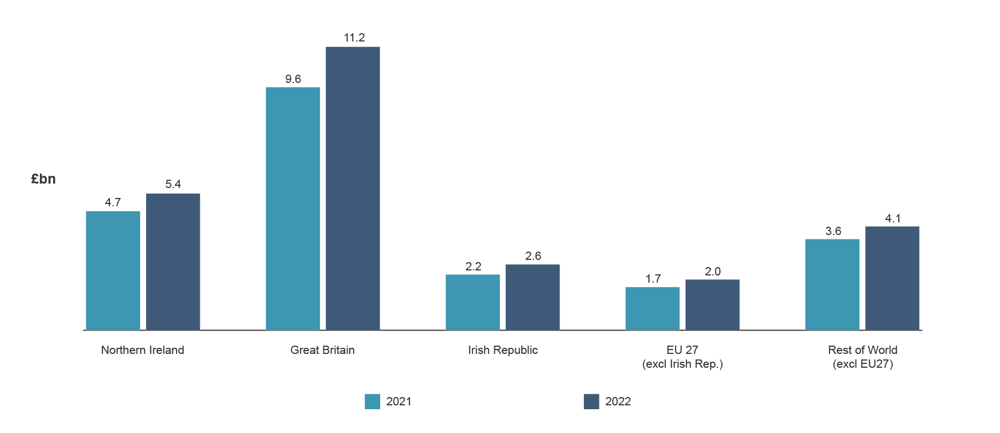 11.2
9.6
£bn
5.4
4.7
4.1
3.6
2.6
2.2
2.0
1.7
Northern Ireland
Great Britain
Irish Republic
EU 27
(excl Irish Rep.)
Rest of World
(excl EU27)
2021
2022